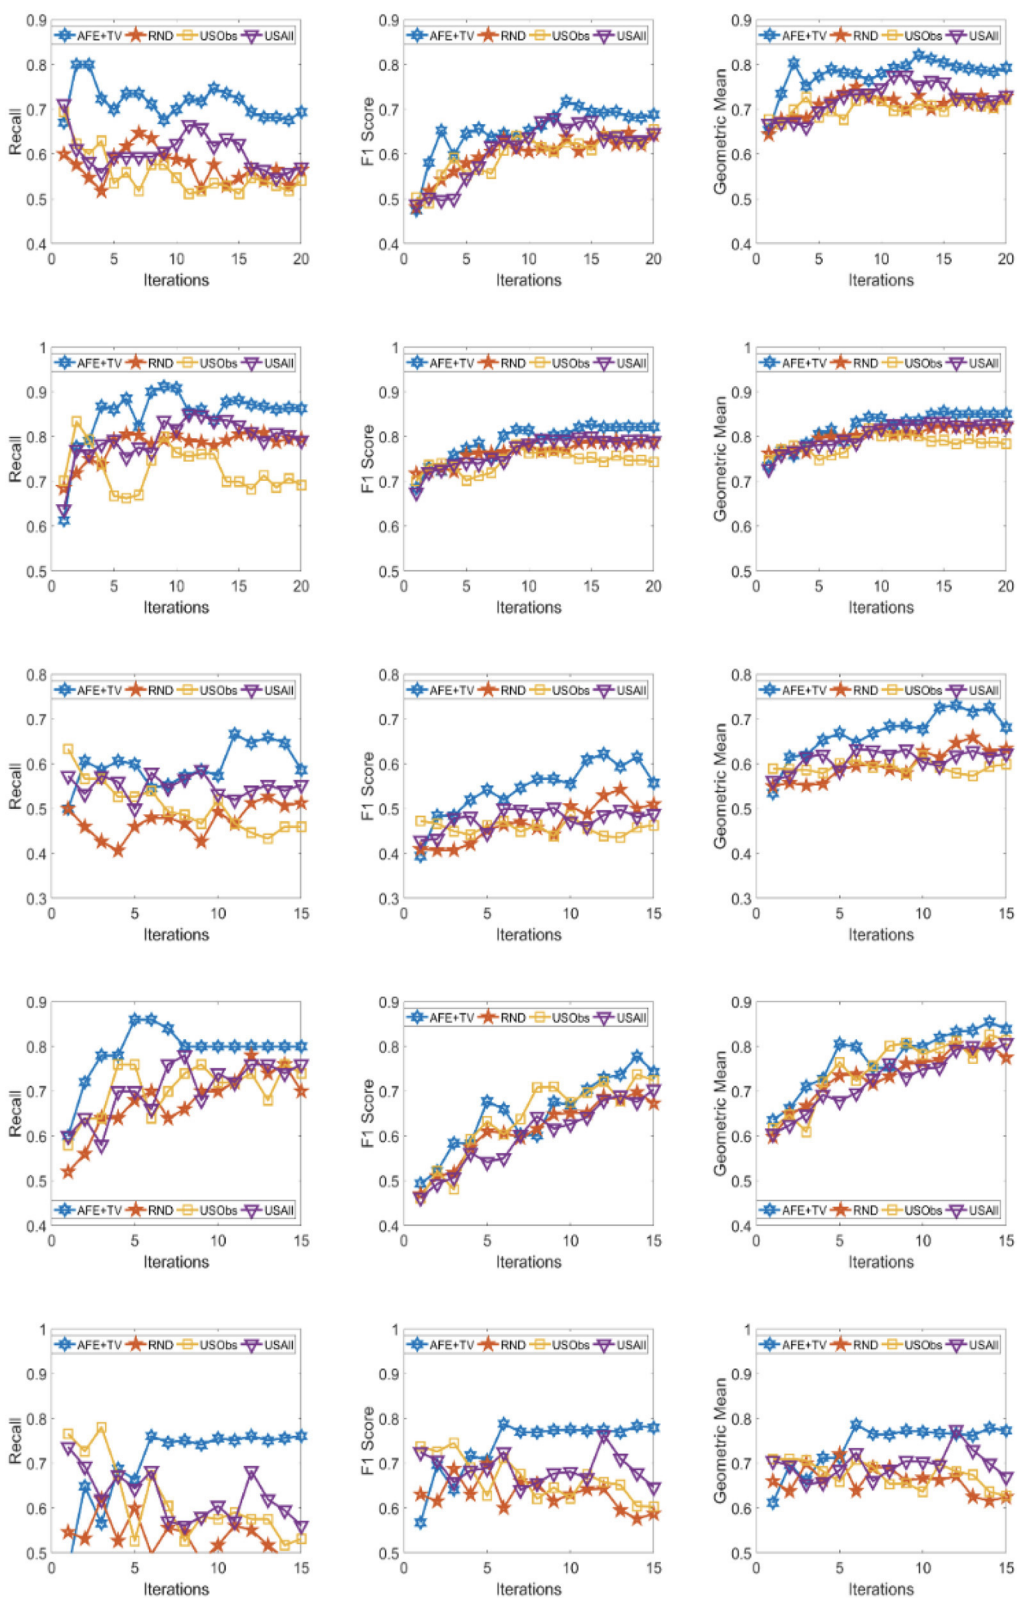 0.9 0.8 0.7 0.6 0.5 0.4
Recall
AFE+TV RND USObs USAll
0 5 10 15 20
Iterations
0.9 0.8 0.7 0.6 0.5 0.4
F1 Score
AFE+TV RND USObs USAll
0 5 10 15 20
Iterations
0.9 0.8 0.7 0.6 0.5 0.4
Geometric Mean
AFE+TV RND USObs USAll
0 5 10 15 20
Iterations
1 0.9 0.8 0.7 0.6 0.5
Recall
AFE+TV RND USObs USAll
0 5 10 15 20
Iterations
1 0.9 0.8 0.7 0.6 0.5
F1 Score
AFE+TV RND USObs USAll
0 5 10 15 20
Iterations
1 0.9 0.8 0.7 0.6 0.5
Geometric Mean
AFE+TV RND USObs USAll
0 5 10 15 20
Iterations
0.8 0.7 0.6 0.5 0.4 0.3
Recall
AFE+TV RND USObs USAll
0 5 10 15
Iterations
0.8 0.7 0.6 0.5 0.4 0.3
F1 Score
AFE+TV RND USObs USAll
0 5 10 15
Iterations
0.8 0.7 0.6 0.5 0.4 0.3
Geometric Mean
AFE+TV RND USObs USAll
0 5 10 15
Iterations
0.9 0.8 0.7 0.6 0.5 0.4
Recall
AFE+TV RND USObs USAll
0 5 10 15
Iterations
0.9 0.8 0.7 0.6 0.5 0.4
F1 Score
AFE+TV RND USObs USAll
0 5 10 15
Iterations
0.9 0.8 0.7 0.6 0.5 0.4
Geometric Mean
AFE+TV RND USObs USAll
0 5 10 15
Iterations
1 0.9 0.8 0.7 0.6 0.5
Recall
AFE+TV RND USObs USAll
0 5 10 15
Iterations
1 0.9 0.8 0.7 0.6 0.5
F1 Score
AFE+TV RND USObs USAll
0 5 10 15
Iterations
1 0.9 0.8 0.7 0.6 0.5
Geometric Mean
AFE+TV RND USObs USAll
0 5 10 15
Iterations